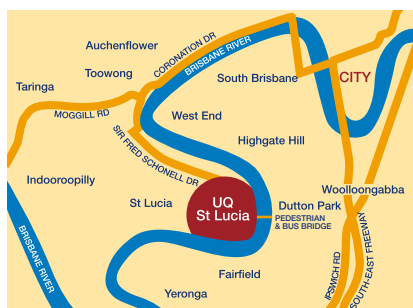 Auchenflower
CORONATION DR
BRISBANE RIVER
Toowong
South Brisbane
CITY
Taringa
MOGGILL RD
West End
SIR FRED SCHONELL DR
Highgate Hill
Indooroopilly
Woolloongabba
St Lucia
UQ
St Lucia
Dutton Park
PEDESTRIAN
& BUS BRIDGE
BRISBANE RIVER
Fairfield
IPSWICH RD
SOUTH-EAST FREEWAY
Yeronga